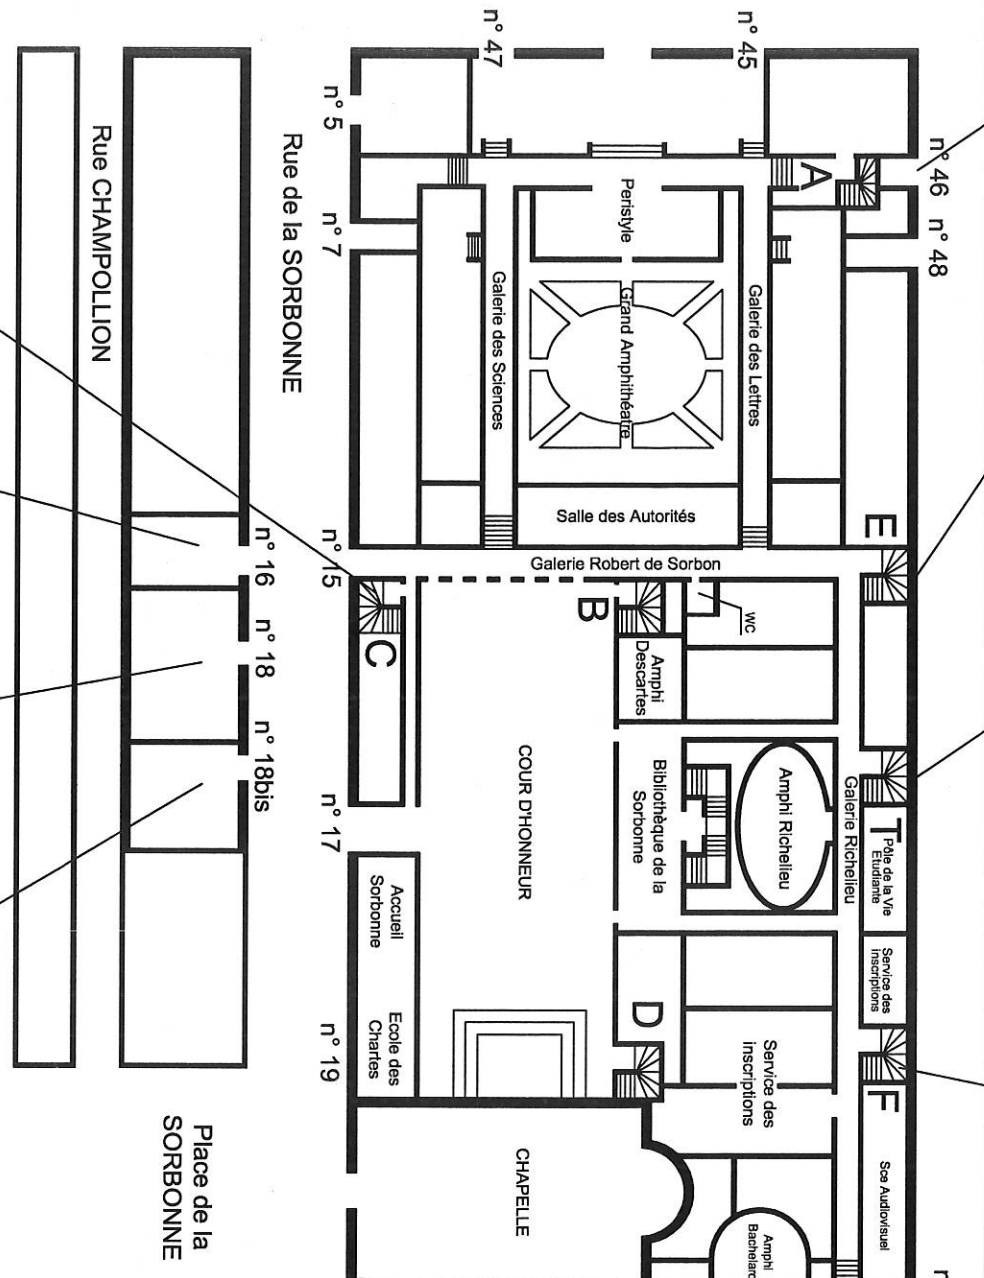 n° 47
n° 45
n° 5
n° 46
n° 7
n° 48
Rue CHAMPOLLION
Rue de la SORBONNE
A
Peristyle
Galerie des Sciences
Grand Amphithéatre
Galerie des Lettres
Salle des Autorités
E
n° 15
n° 16
n° 18
n° 18bis
Galerie Robert de Sorbon
C
B
WC
Amphi
Descartes
COUR D'HONNEUR
Bibliothèque de la
Sorbonne
Amphi Richelieu
Galerie Richelieu
T
Pôle de la Vie
Etudiante
n° 17
Accueil
Sorbonne
Service des
inscriptions
D
Ecole des
Chartes
n° 19
Service des
inscriptions
F
Place de la
SORBONNE
CHAPELLE
Sce Audiovisuel
Amphi
Bachelard